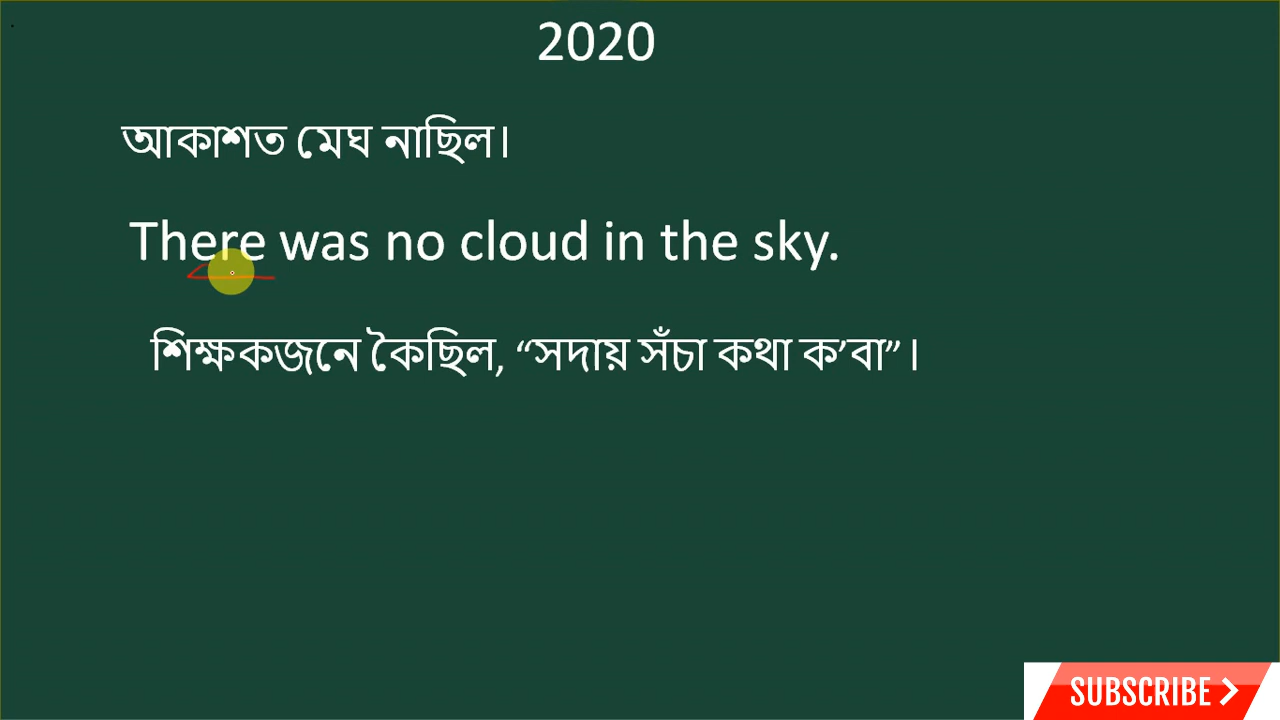 2020
আকাশত মেঘ নাছিল।
There was no cloud in the sky.
শিক্ষকজনে কৈছিল, “সদায় সঁচা কথা ক’বা”।
SUBSCRIBE